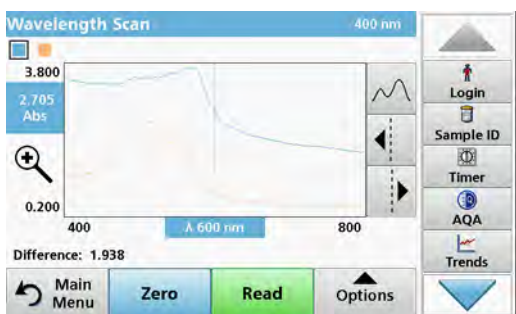 Wavelength Scan 400 nm
3.800
2.705
Abs
0.200
400 λ 600 nm 800
Difference: 1.938
Main
Menu
Zero
Read
Options
Login
Sample ID
Timer
AQA
Trends